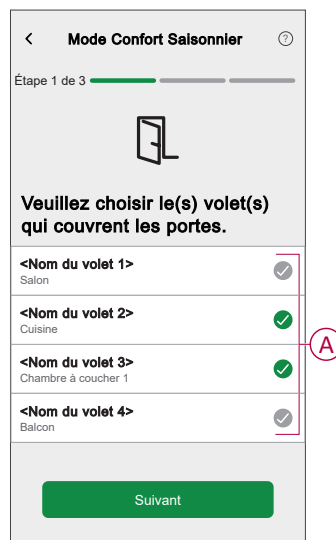 Mode Confort Saisonnier ?
Étape 1 de 3
Veuillez choisir le(s) volet(s)
qui couvrent les portes.
<Nom du volet 1>
Salon
<Nom du volet 2>
Cuisine
<Nom du volet 3>
Chambre à coucher 1
<Nom du volet 4>
Balcon
A
Suivant